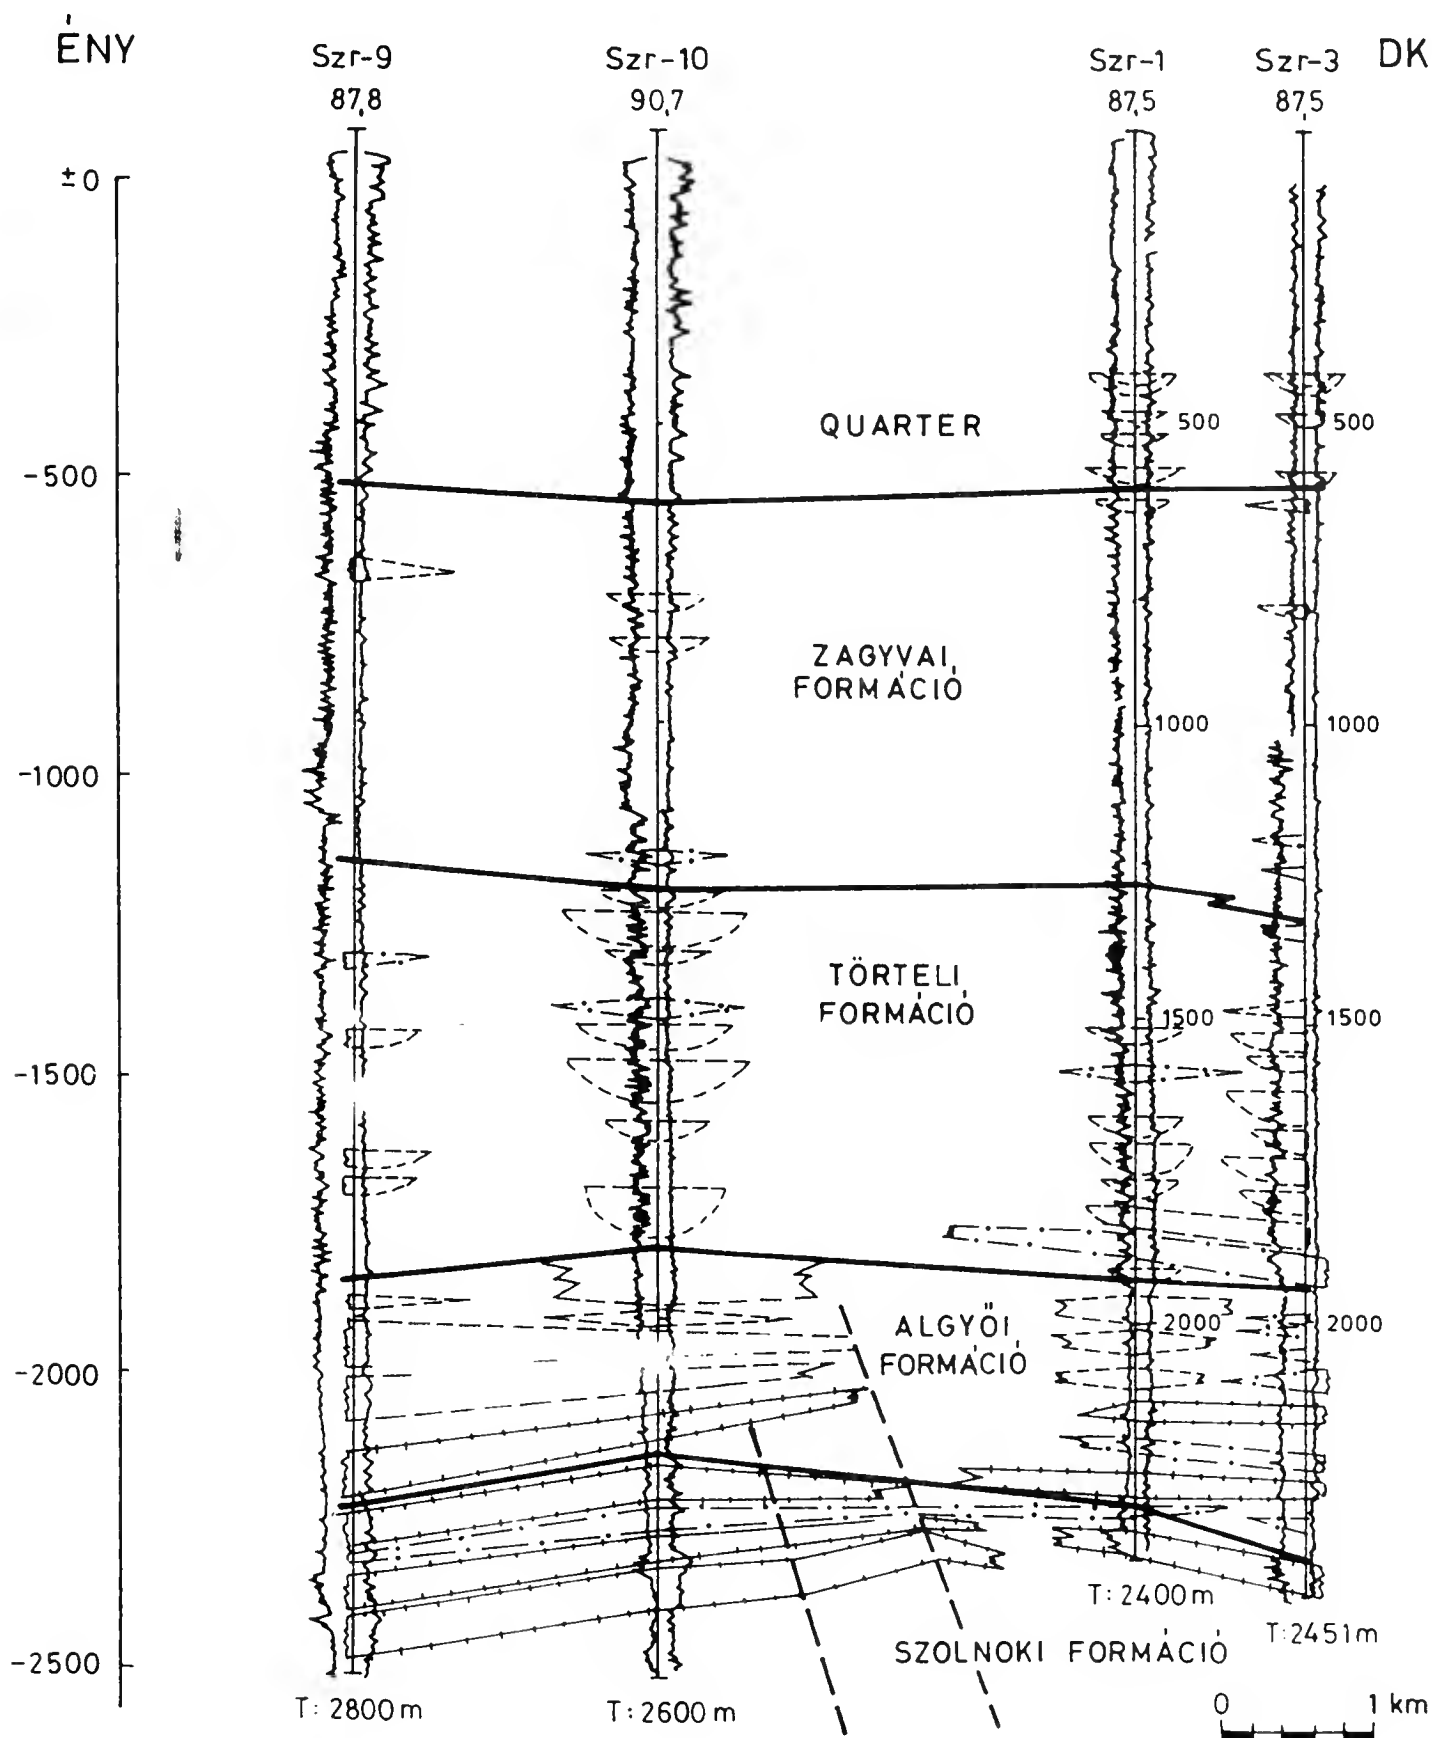 ÉNY
Szr-9
87,8
Szr-10
90,7
Szr-1
87,5
Szr-3
87,5
DK
±0
-500
-1000
-1500
-2000
-2500
QUARTER
500
500
ZAGYVAI
FORMÁCIÓ
1000
1000
TÖRTELI
FORMÁCIÓ
1500
1500
ALGYŐI
FORMÁCIÓ
2000
2000
SZOLNOKI FORMÁCIÓ
T: 2800 m
T: 2600 m
T: 2400 m
T: 2451 m
0 1 km